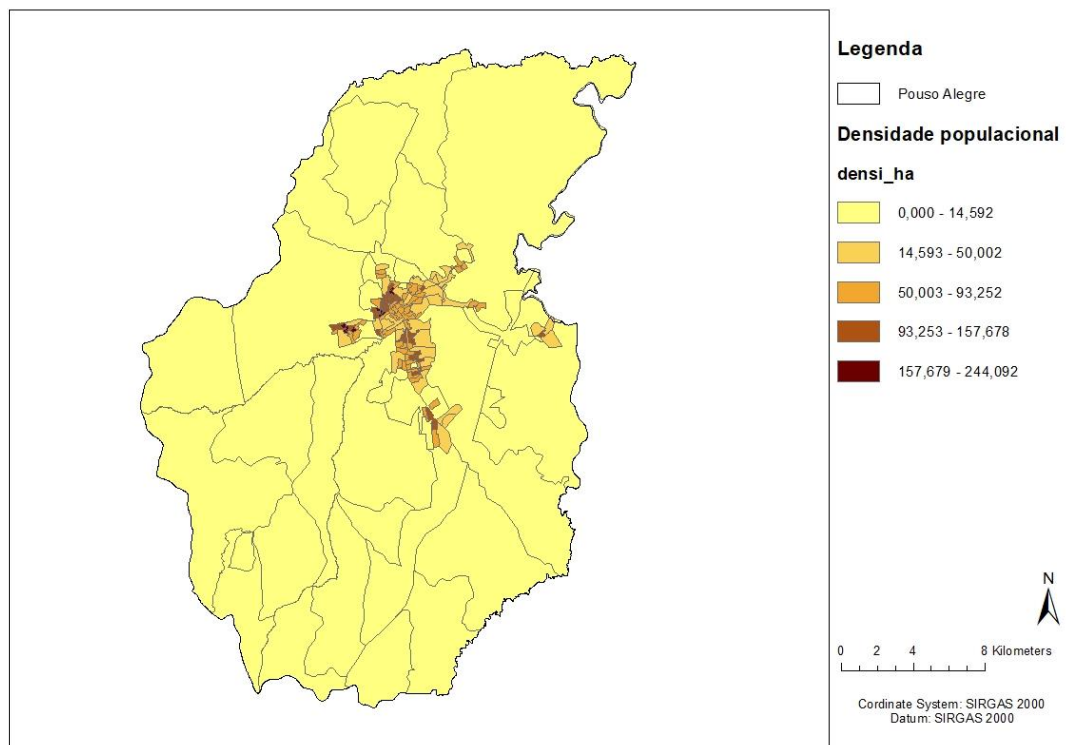 Legenda
Pouso Alegre
Densidade populacional
densi_ha
0,000 - 14,592
14,593 - 50,002
50,003 - 93,252
93,253 - 157,678
157,679 - 244,092
N
0 2 4 8 Kilometers
Cordinate System: SIRGAS 2000
Datum: SIRGAS 2000